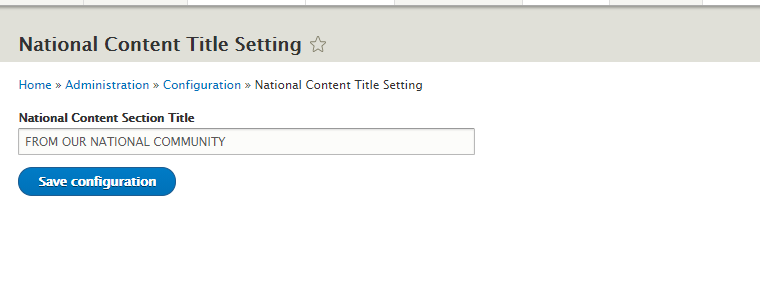 National Content Title Setting
Home » Administration » Configuration » National Content Title Setting
National Content Section Title
FROM OUR NATIONAL COMMUNITY
Save configuration